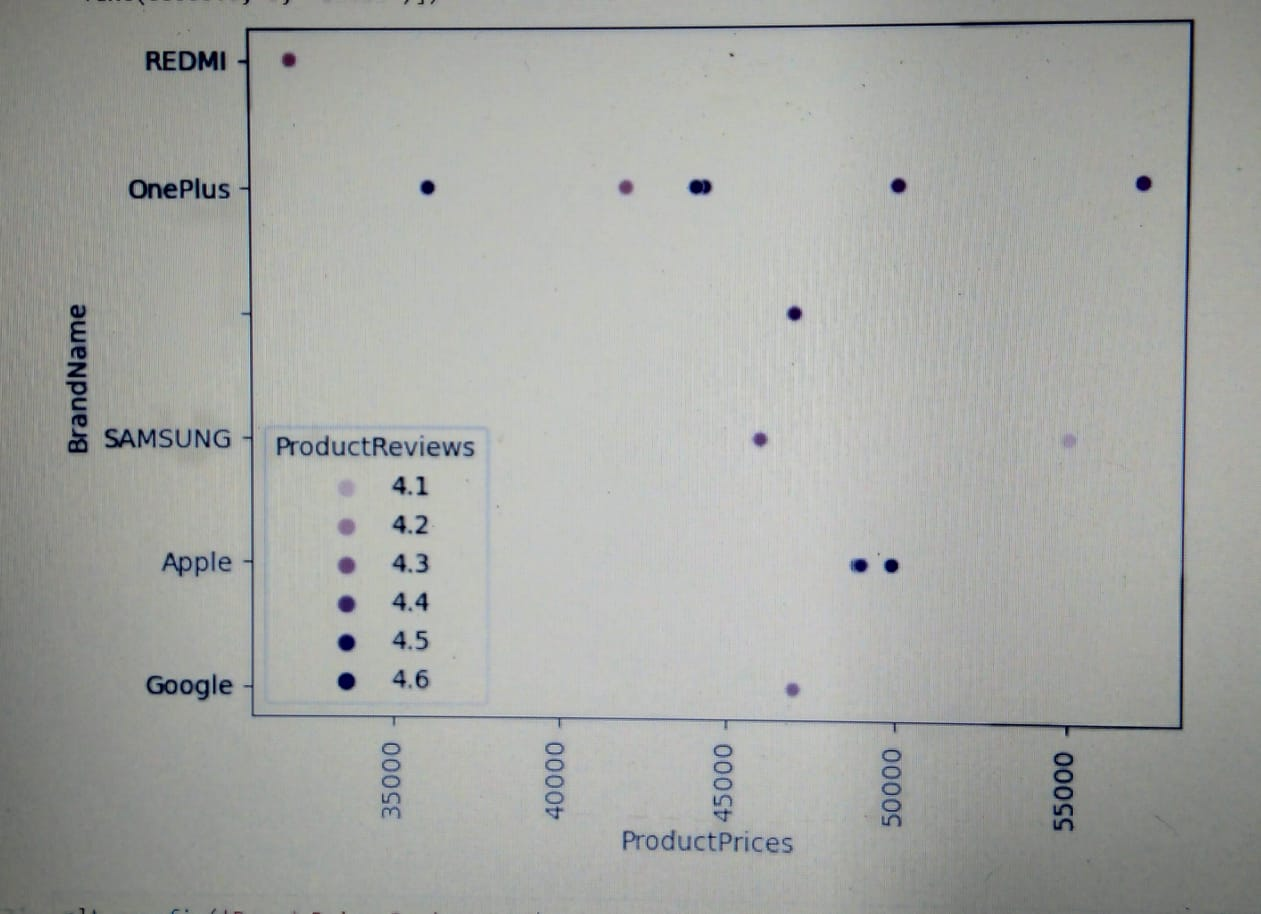 REDMI
OnePlus
SAMSUNG
Apple
Google
BrandName
ProductReviews
4.1
4.2
4.3
4.4
4.5
4.6
35000
40000
45000
50000
55000
ProductPrices